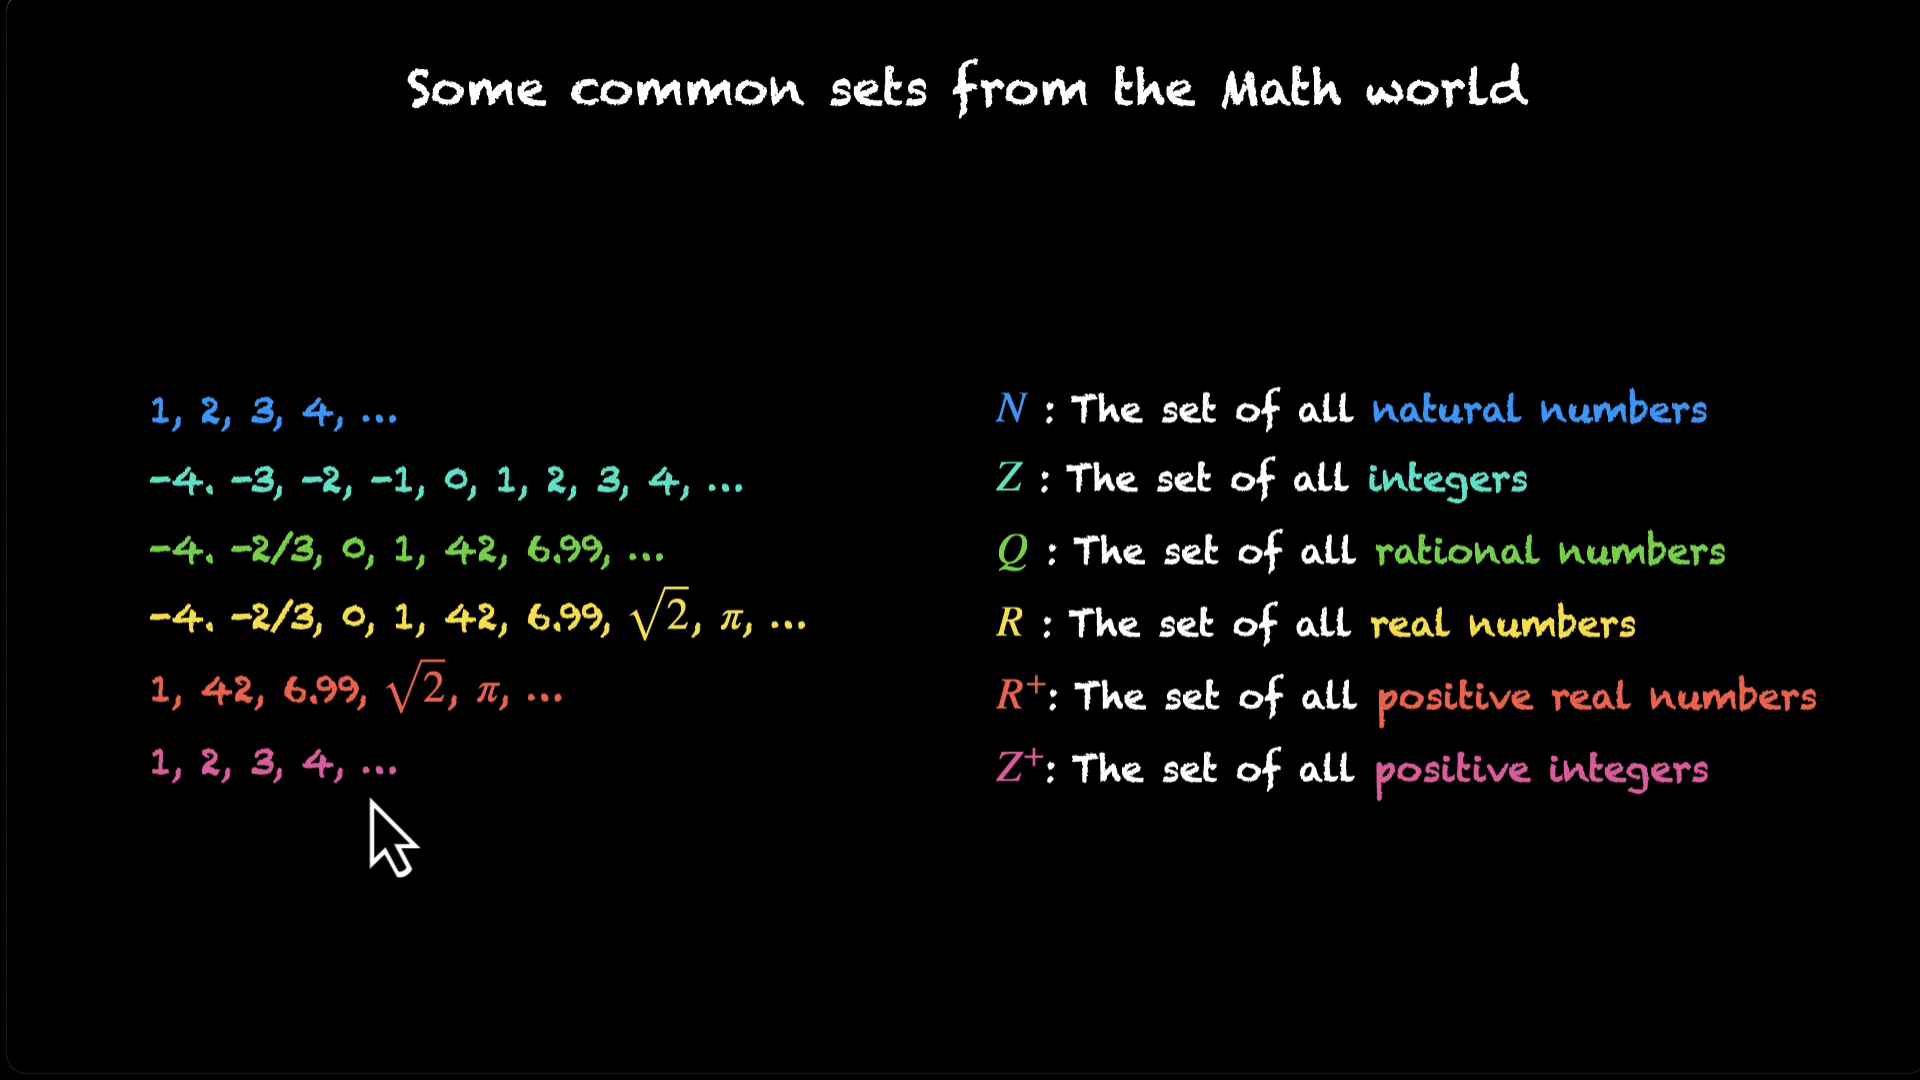 Some common sets from the Math world
1, 2, 3, 4, ...
N : The set of all natural numbers
-4. -3, -2, -1, 0, 1, 2, 3, 4, ...
Z : The set of all integers
-4. -2/3, 0, 1, 42, 6.99, ...
Q : The set of all rational numbers
-4. -2/3, 0, 1, 42, 6.99, √2, π, ...
R : The set of all real numbers
1, 42, 6.99, √2, π, ...
R⁺: The set of all positive real numbers
1, 2, 3, 4, ...
Z⁺: The set of all positive integers